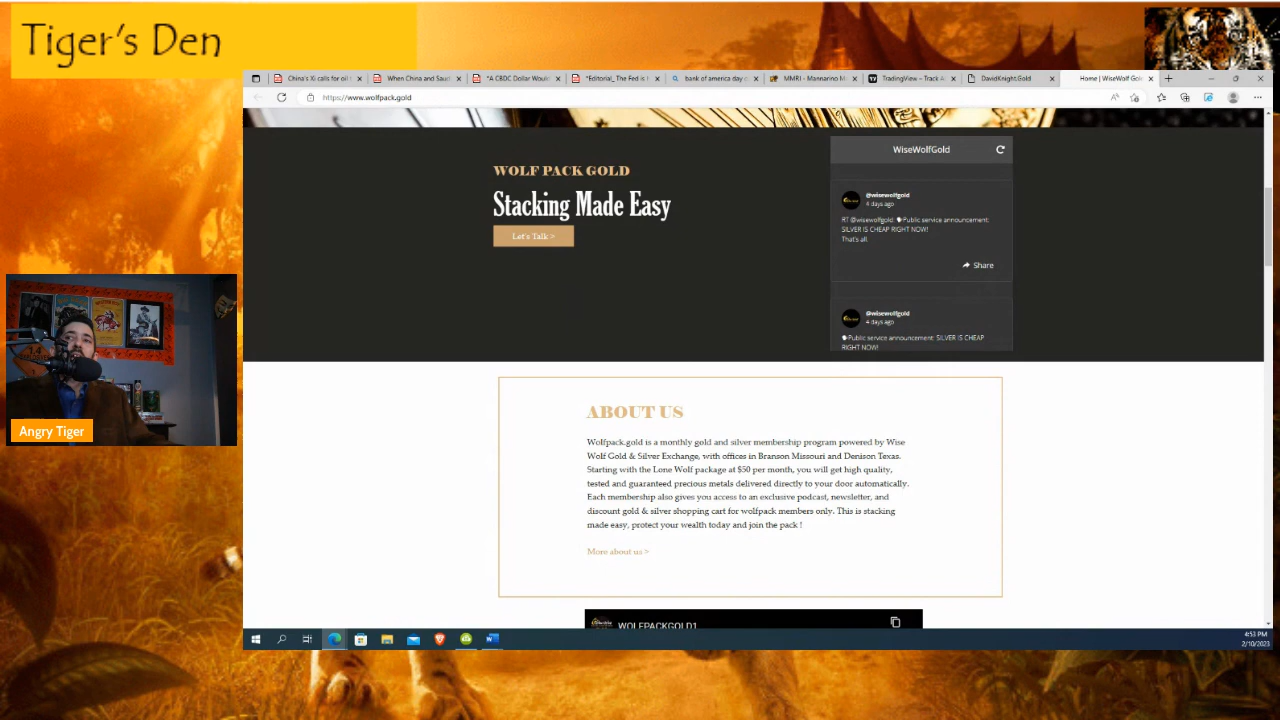 Tiger's Den
China's Xi calls for oil t
When China and Saud
"A CBDC Dollar Would
"Editorial_ The Fed is
bank of america day c
MMRI - Mannarino M
TradingView – Track A
DavidKnight.Gold
Home | WiseWolf Gol
https://www.wolfpack.gold
WOLF PACK GOLD
Stacking Made Easy
Let's Talk >
WiseWolfGold
@wisewolfgold
4 days ago
RT @wisewolfgold 🗣Public service announcement:
SILVER IS CHEAP RIGHT NOW!
That's all.
Share
@wisewolfgold
4 days ago
🗣Public service announcement: SILVER IS CHEAP
RIGHT NOW!
Angry Tiger
ABOUT US
Wolfpack.gold is a monthly gold and silver membership program powered by Wise
Wolf Gold & Silver Exchange, with offices in Branson Missouri and Denison Texas.
Starting with the Lone Wolf package at $50 per month, you will get high quality,
tested and guaranteed precious metals delivered directly to your door automatically.
Each membership also gives you access to an exclusive podcast, newsletter, and
discount gold & silver shopping cart for wolfpack members only. This is stacking
made easy, protect your wealth today and join the pack !
More about us >
WOLFPACKGOLD1
4:53 PM
2/10/2023